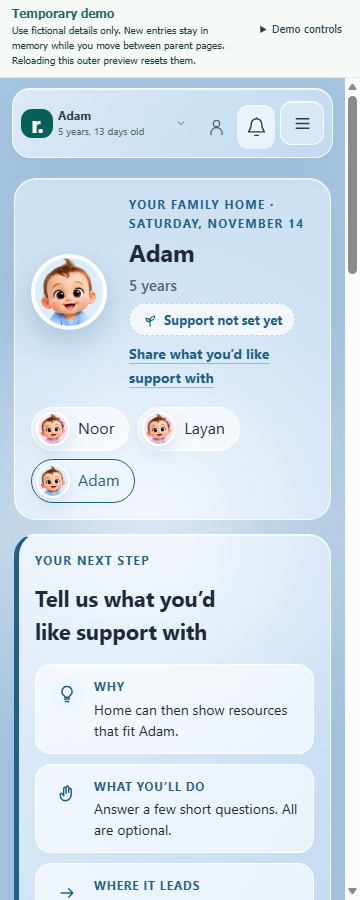 Temporary demo
Use fictional details only. New entries stay in
memory while you move between parent pages.
Reloading this outer preview resets them.
▶ Demo controls
r.
Adam
5 years, 13 days old
YOUR FAMILY HOME ·
SATURDAY, NOVEMBER 14
Adam
5 years
Support not set yet
Share what you’d like
support with
Noor
Layan
Adam
YOUR NEXT STEP
Tell us what you’d
like support with
WHY
Home can then show resources
that fit Adam.
WHAT YOU’LL DO
Answer a few short questions. All
are optional.
WHERE IT LEADS